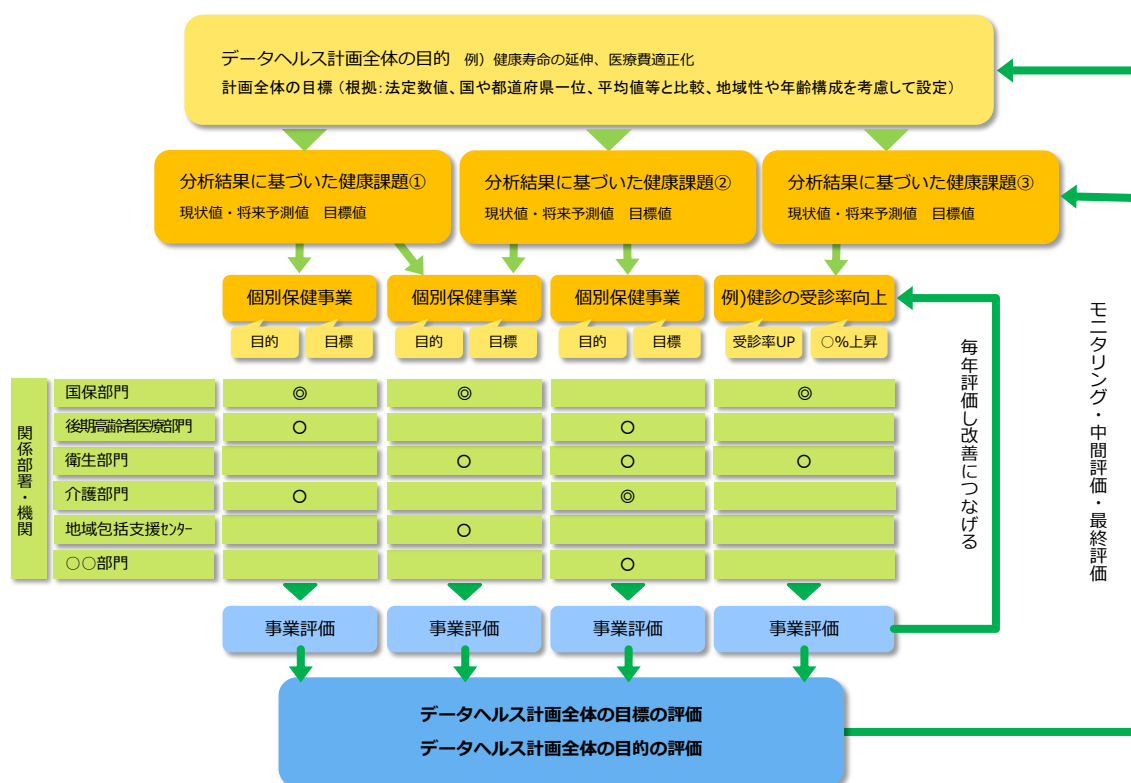 データヘルス計画全体の目的 例）健康寿命の延伸、医療費適正化
計画全体の目標（根拠：法定数値、国や都道府県一位、平均値等と比較、地域性や年齢構成を考慮して設定）
分析結果に基づいた健康課題①
現状値・将来予測値 目標値
分析結果に基づいた健康課題②
現状値・将来予測値 目標値
分析結果に基づいた健康課題③
現状値・将来予測値 目標値
個別保健事業
個別保健事業
個別保健事業
例)健診の受診率向上
目的
目標
目的
目標
目的
目標
受診率UP
○%上昇
関係部署・機関
国保部門 ◎ ◎ ◎
後期高齢者医療部門 ○ ○
衛生部門 ○ ○ ○
介護部門 ○ ◎
地域包括支援ｾﾝﾀｰ ○
○○部門 ○
事業評価
事業評価
事業評価
事業評価
毎年評価し改善につなげる
モニタリング・中間評価・最終評価
データヘルス計画全体の目標の評価
データヘルス計画全体の目的の評価